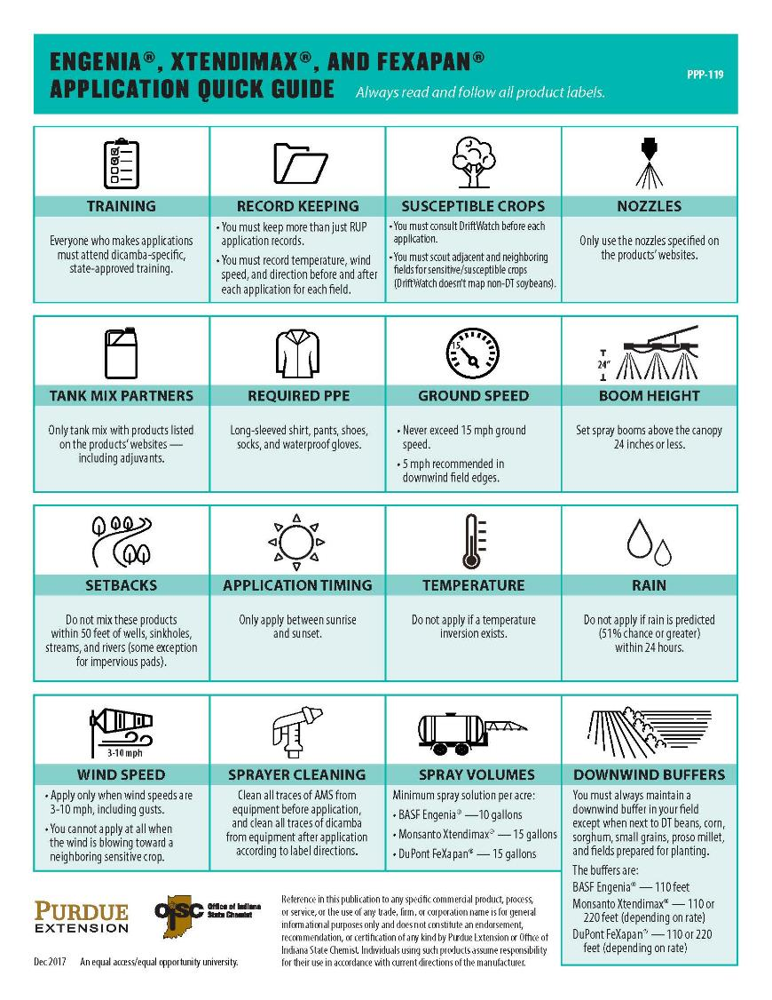 ENGENIA®, XTENDIMAX®, AND FEXAPAN®
APPLICATION QUICK GUIDE Always read and follow all product labels.
PPP-119
TRAINING
Everyone who makes applications
must attend dicamba-specific,
state-approved training.
RECORD KEEPING
• You must keep more than just RUP
application records.
• You must record temperature, wind
speed, and direction before and after
each application for each field.
SUSCEPTIBLE CROPS
• You must consult DriftWatch before each
application.
• You must scout adjacent and neighboring
fields for sensitive/susceptible crops
(DriftWatch doesn't map non-DT soybeans).
NOZZLES
Only use the nozzles specified on
the products' websites.
TANK MIX PARTNERS
Only tank mix with products listed
on the products' websites —
including adjuvants.
REQUIRED PPE
Long-sleeved shirt, pants, shoes,
socks, and waterproof gloves.
15
GROUND SPEED
• Never exceed 15 mph ground
speed.
• 5 mph recommended in
downwind field edges.
24"
BOOM HEIGHT
Set spray booms above the canopy
24 inches or less.
SETBACKS
Do not mix these products
within 50 feet of wells, sinkholes,
streams, and rivers (some exception
for impervious pads).
APPLICATION TIMING
Only apply between sunrise
and sunset.
TEMPERATURE
Do not apply if a temperature
inversion exists.
RAIN
Do not apply if rain is predicted
(51% chance or greater)
within 24 hours.
3-10 mph
WIND SPEED
• Apply only when wind speeds are
3-10 mph, including gusts.
• You cannot apply at all when
the wind is blowing toward a
neighboring sensitive crop.
SPRAYER CLEANING
Clean all traces of AMS from
equipment before application,
and clean all traces of dicamba
from equipment after application
according to label directions.
SPRAY VOLUMES
Minimum spray solution per acre:
• BASF Engenia® —10 gallons
• Monsanto Xtendimax® — 15 gallons
• DuPont FeXapan® — 15 gallons
DOWNWIND BUFFERS
You must always maintain a
downwind buffer in your field
except when next to DT beans, corn,
sorghum, small grains, proso millet,
and fields prepared for planting.
The buffers are:
BASF Engenia® — 110 feet
Monsanto Xtendimax® — 110 or
220 feet (depending on rate)
DuPont FeXapan® — 110 or 220
feet (depending on rate)
PURDUE
EXTENSION
OISC Office of Indiana
State Chemist
Reference in this publication to any specific commercial product, process,
or service, or the use of any trade, firm, or corporation name is for general
informational purposes only and does not constitute an endorsement,
recommendation, or certification of any kind by Purdue Extension or Office of
Indiana State Chemist. Individuals using such products assume responsibility
for their use in accordance with current directions of the manufacturer.
Dec 2017 An equal access/equal opportunity university.